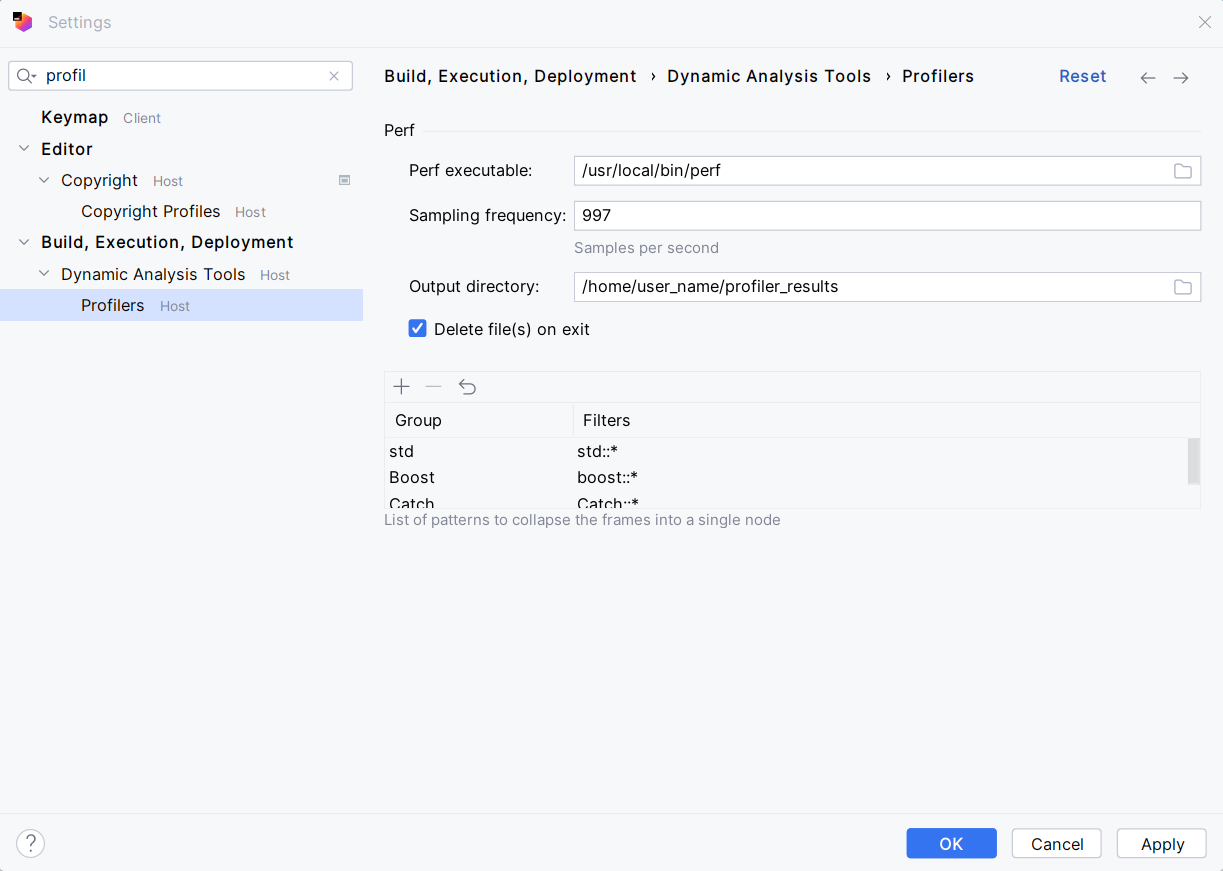 Settings
profil
Keymap Client
Editor
Copyright Host
Copyright Profiles Host
Build, Execution, Deployment
Dynamic Analysis Tools Host
Profilers Host
Build, Execution, Deployment › Dynamic Analysis Tools › Profilers Reset
Perf
Perf executable: /usr/local/bin/perf
Sampling frequency: 997
Samples per second
Output directory: /home/user_name/profiler_results
Delete file(s) on exit
Group Filters
std std::*
Boost boost::*
Catch Catch::*
List of patterns to collapse the frames into a single node
? OK Cancel Apply